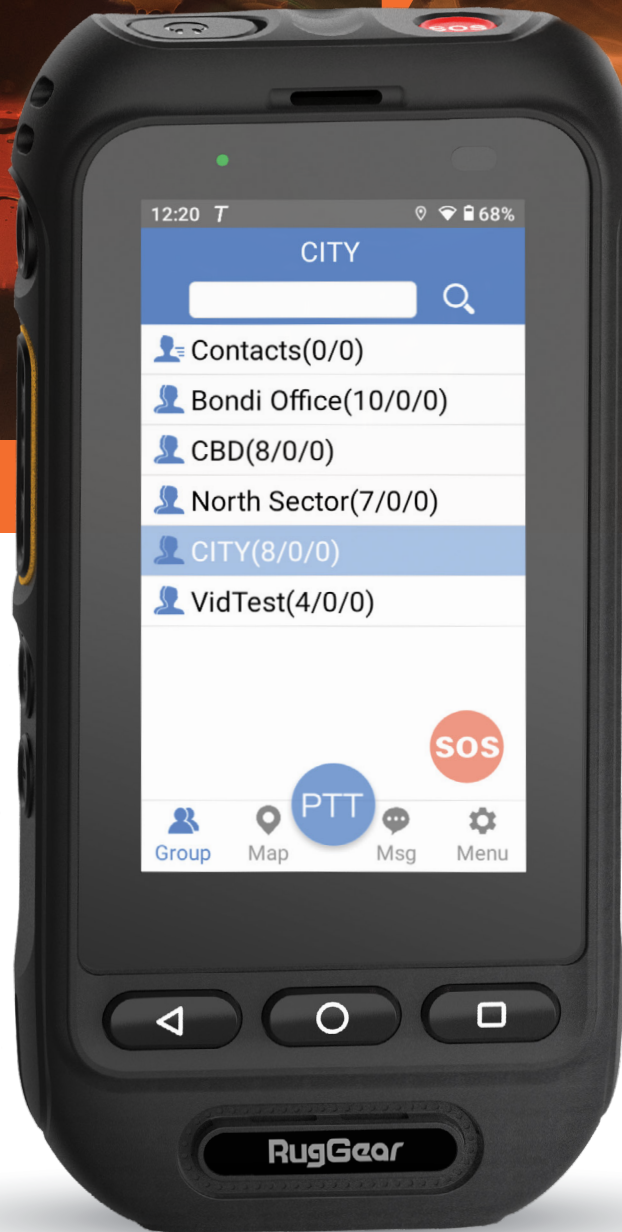 SOS
12:20 T 68%
CITY
Contacts(0/0)
Bondi Office(10/0/0)
CBD(8/0/0)
North Sector(7/0/0)
CITY(8/0/0)
VidTest(4/0/0)
SOS
PTT
Group Map Msg Menu
RugGear